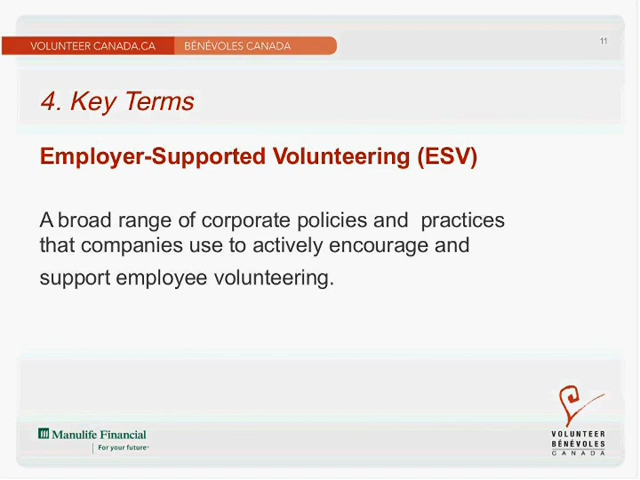 VOLUNTEER CANADA.CA BÉNÉVOLES CANADA
11
4. Key Terms
Employer-Supported Volunteering (ESV)
A broad range of corporate policies and practices
that companies use to actively encourage and
support employee volunteering.
Manulife Financial
For your future™
VOLUNTEER
BÉNÉVOLES
CANADA